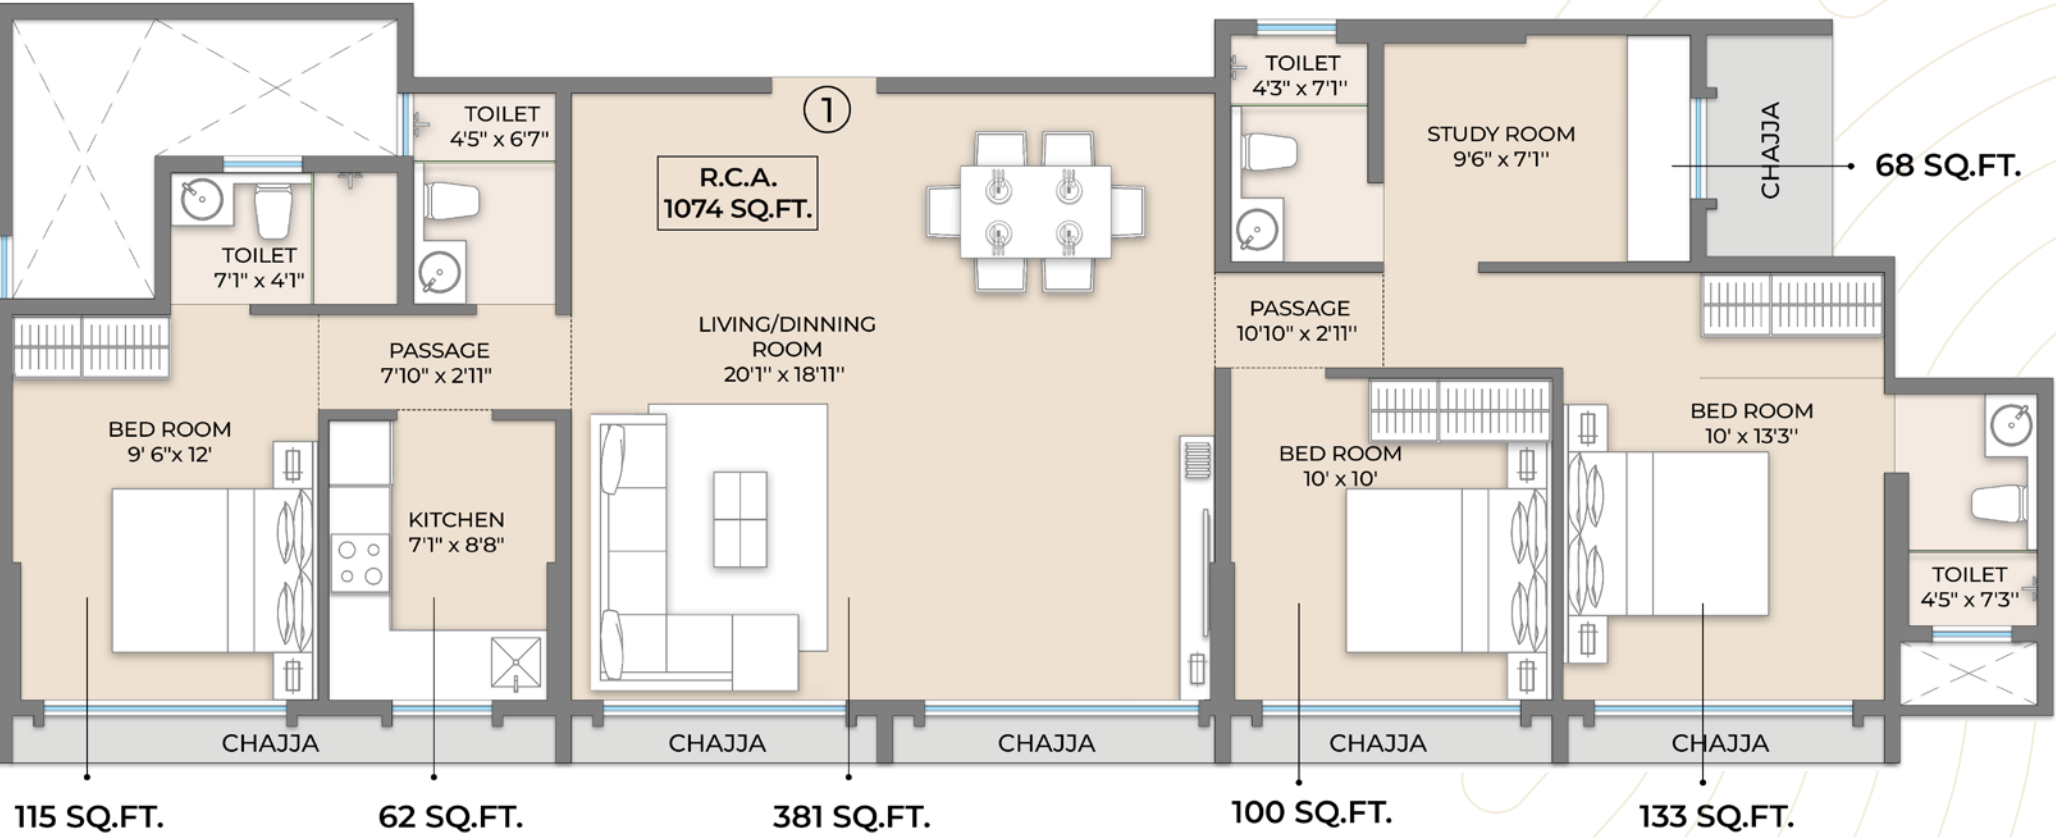 TOILET
4'5" x 6'7"
1
R.C.A.
1074 SQ.FT.
TOILET
4'3" x 7'1"
STUDY ROOM
9'6" x 7'1"
CHAJJA
68 SQ.FT.
TOILET
7'1" x 4'1"
PASSAGE
7'10" x 2'11"
LIVING/DINNING
ROOM
20'1" x 18'11"
PASSAGE
10'10" x 2'11"
BED ROOM
9' 6"x 12'
KITCHEN
7'1" x 8'8"
BED ROOM
10' x 10'
BED ROOM
10' x 13'3"
TOILET
4'5" x 7'3"
CHAJJA
CHAJJA
CHAJJA
CHAJJA
CHAJJA
115 SQ.FT.
62 SQ.FT.
381 SQ.FT.
100 SQ.FT.
133 SQ.FT.